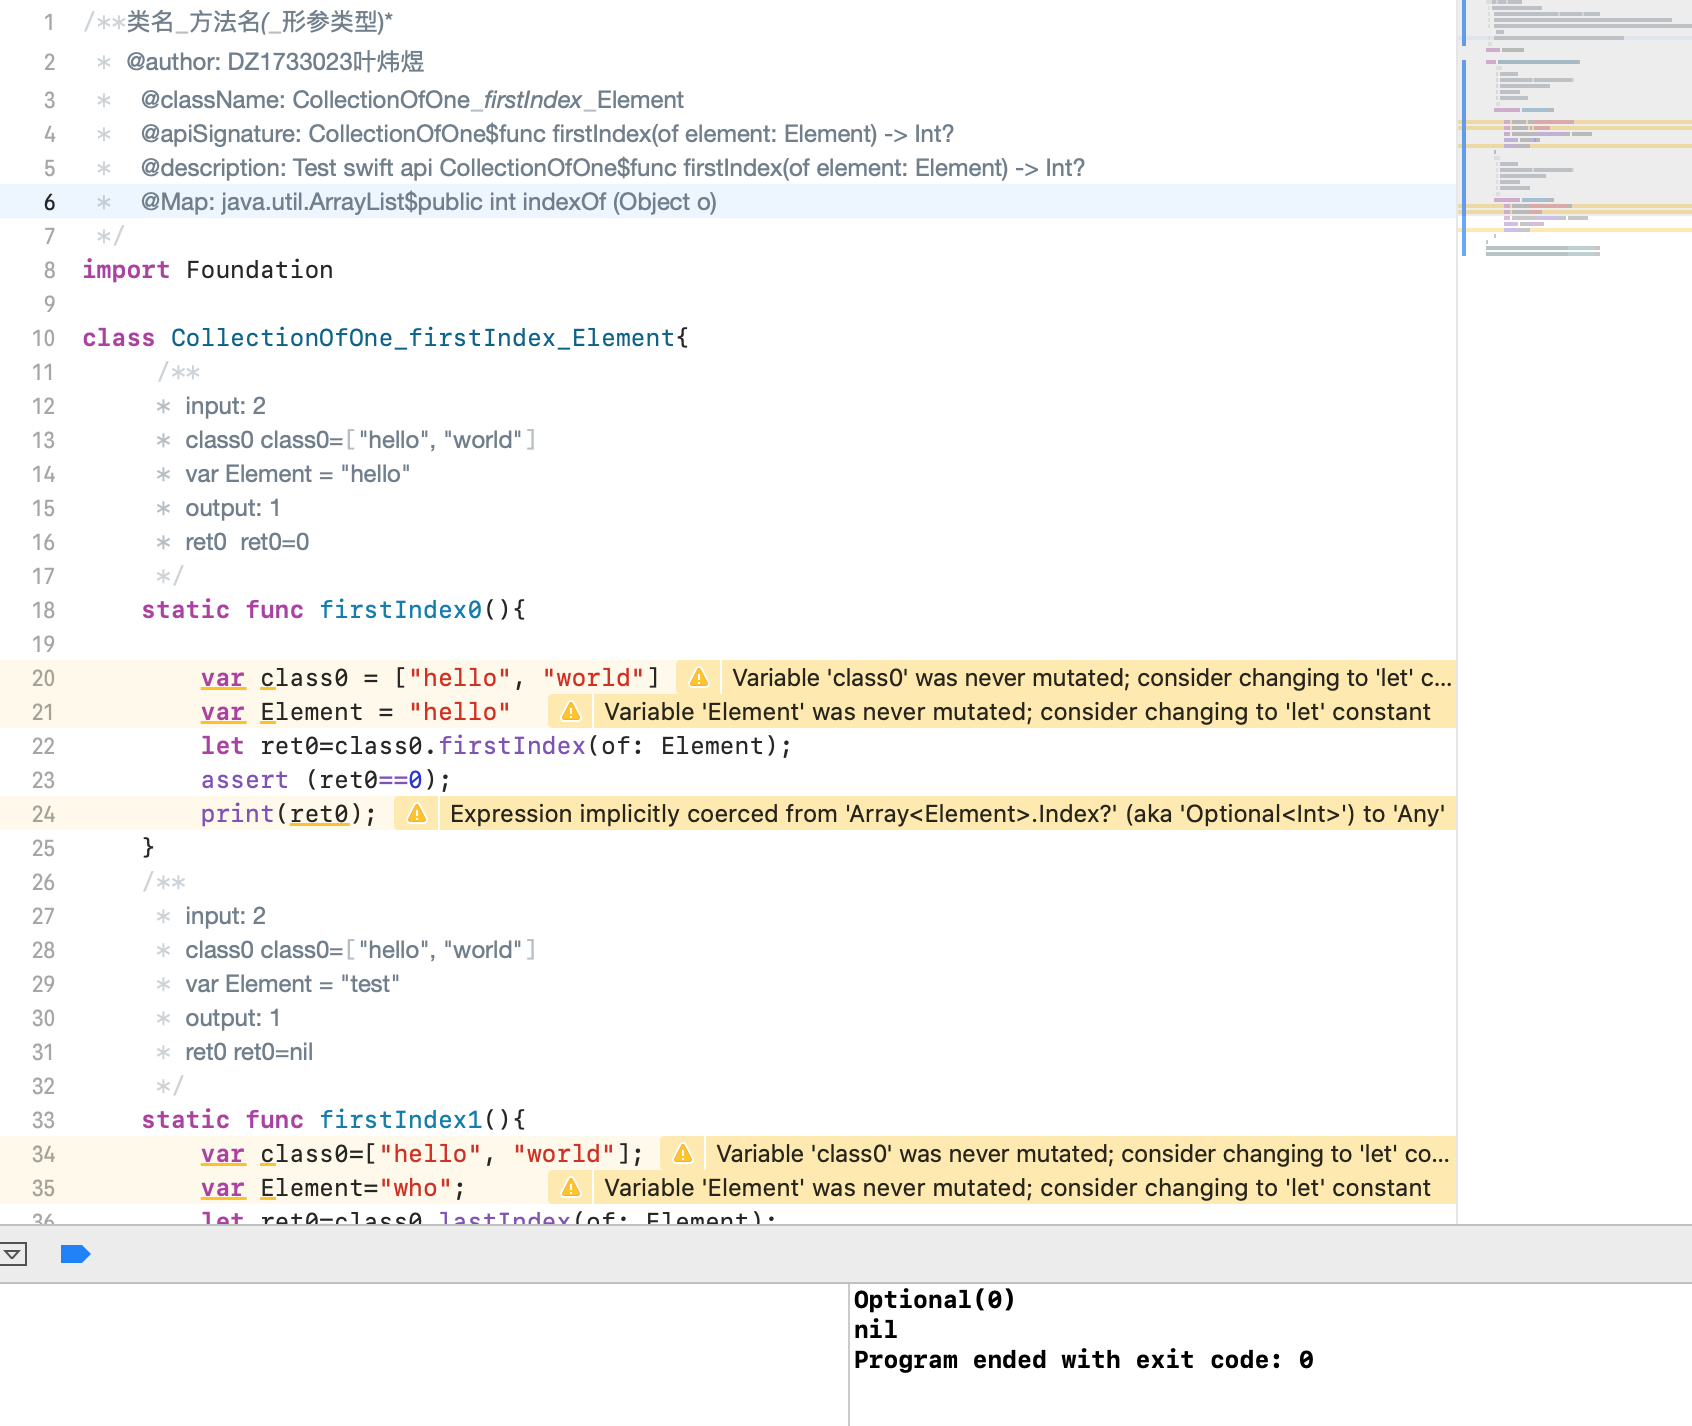 1 /**类名_方法名(_形参类型)*
2 * @author: DZ1733023叶炜煜
3 * @className: CollectionOfOne_firstIndex_Element
4 * @apiSignature: CollectionOfOne$func firstIndex(of element: Element) -> Int?
5 * @description: Test swift api CollectionOfOne$func firstIndex(of element: Element) -> Int?
6 * @Map: java.util.ArrayList$public int indexOf (Object o)
7 */
8 import Foundation
9
10 class CollectionOfOne_firstIndex_Element{
11 /**
12 * input: 2
13 * class0 class0=["hello", "world"]
14 * var Element = "hello"
15 * output: 1
16 * ret0  ret0=0
17 */
18 static func firstIndex0(){
19
20 var class0 = ["hello", "world"] Variable 'class0' was never mutated; consider changing to 'let' c...
21 var Element = "hello" Variable 'Element' was never mutated; consider changing to 'let' constant
22 let ret0=class0.firstIndex(of: Element);
23 assert (ret0==0);
24 print(ret0); Expression implicitly coerced from 'Array<Element>.Index?' (aka 'Optional<Int>') to 'Any'
25 }
26 /**
27 * input: 2
28 * class0 class0=["hello", "world"]
29 * var Element = "test"
30 * output: 1
31 * ret0 ret0=nil
32 */
33 static func firstIndex1(){
34 var class0=["hello", "world"]; Variable 'class0' was never mutated; consider changing to 'let' co...
35 var Element="who"; Variable 'Element' was never mutated; consider changing to 'let' constant
36 let ret0=class0.lastIndex(of: Element);
Optional(0)
nil
Program ended with exit code: 0